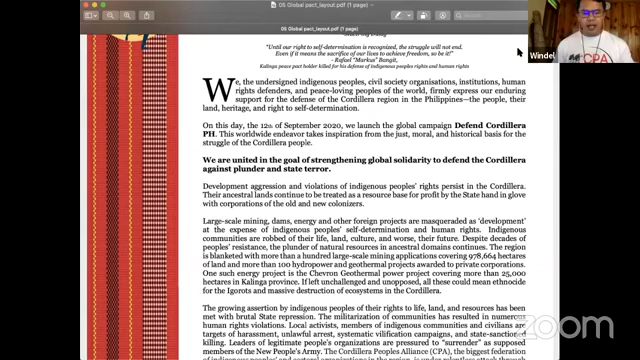 05 Global pact_layout.pdf (1 page)
05 Global pact_layout.pdf (1 page)
"Until our right to self-determination is recognized, the struggle will not end.
Even if it means the sacrifice of our lives to achieve freedom, so be it!"
- Rafael "Markus" Bangit,
Kalinga peace pact holder killed for his defense of indigenous peoples rights and human rights
We, the undersigned indigenous peoples, civil society organisations, institutions, human
rights defenders, and peace-loving peoples of the world, firmly express our enduring
support for the defense of the Cordillera region in the Philippines—the people, their
land, heritage, and right to self-determination.
On this day, the 12th of September 2020, we launch the global campaign Defend Cordillera
PH. This worldwide endeavor takes inspiration from the just, moral, and historical basis for the
struggle of the Cordillera people.
We are united in the goal of strengthening global solidarity to defend the Cordillera
against plunder and state terror.
Development aggression and violations of indigenous peoples' rights persist in the Cordillera.
Their ancestral lands continue to be treated as a resource base for profit by the State hand in glove
with corporations of the old and new colonizers.
Large-scale mining, dams, energy and other foreign projects are masqueraded as 'development'
at the expense of indigenous peoples' self-determination and human rights. Indigenous
communities are robbed of their life, land, culture, and worse, their future. Despite decades of
peoples' resistance, the plunder of natural resources in ancestral domains continues. The region
is blanketed with more than a hundred large-scale mining applications covering 978,664 hectares
of land and more than 100 hydropower and geothermal projects awarded to private corporations.
One such energy project is the Chevron Geothermal power project covering more than 25,000
hectares in Kalinga province. If left unchallenged and unopposed, all these could mean ethnocide
for the Igorots and massive destruction of ecosystems in the Cordillera.
The growing assertion by indigenous peoples of their rights to life, land, and resources has been
met with brutal State repression. The militarization of communities has resulted in numerous
human rights violations. Local activists, members of indigenous communities and civilians are
targets of harassment, unlawful arrest, systematic vilification campaigns, and state-sanction
killing. Leaders of legitimate people's organizations are pressured to "surrender" as supposed
members of the New People's Army. The Cordillera Peoples Alliance (CPA), the biggest federation
of indigenous peoples
Windel
CPA
zoom